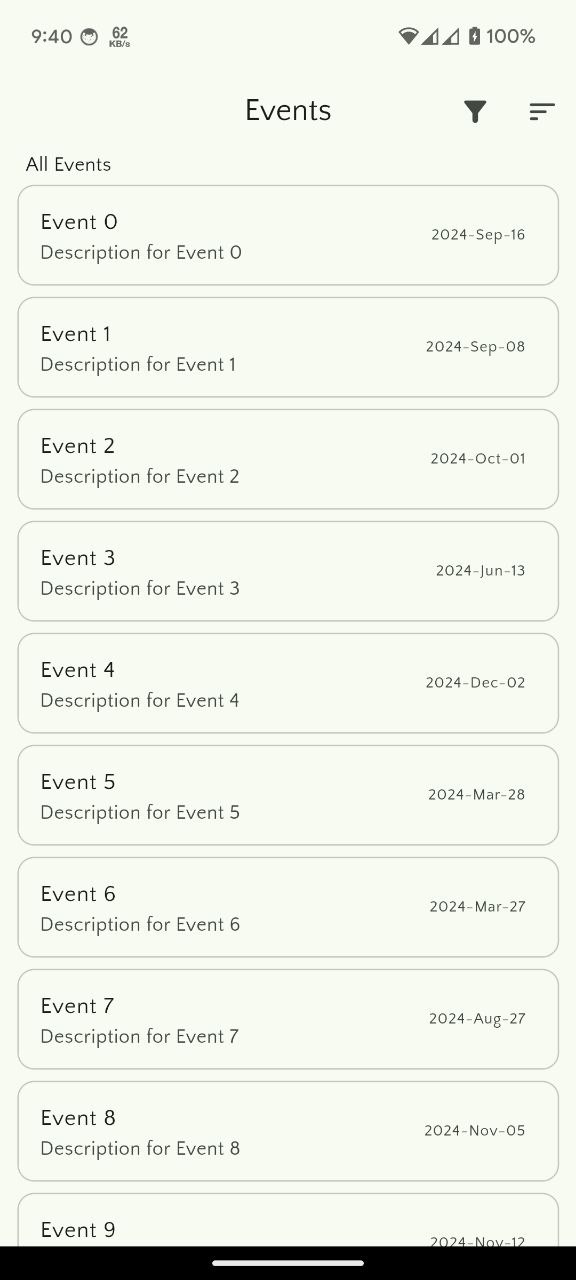 9:40 62 KB/s 100%
Events
All Events
Event 0
Description for Event 0
2024-Sep-16
Event 1
Description for Event 1
2024-Sep-08
Event 2
Description for Event 2
2024-Oct-01
Event 3
Description for Event 3
2024-Jun-13
Event 4
Description for Event 4
2024-Dec-02
Event 5
Description for Event 5
2024-Mar-28
Event 6
Description for Event 6
2024-Mar-27
Event 7
Description for Event 7
2024-Aug-27
Event 8
Description for Event 8
2024-Nov-05
Event 9
2024-Nov-12